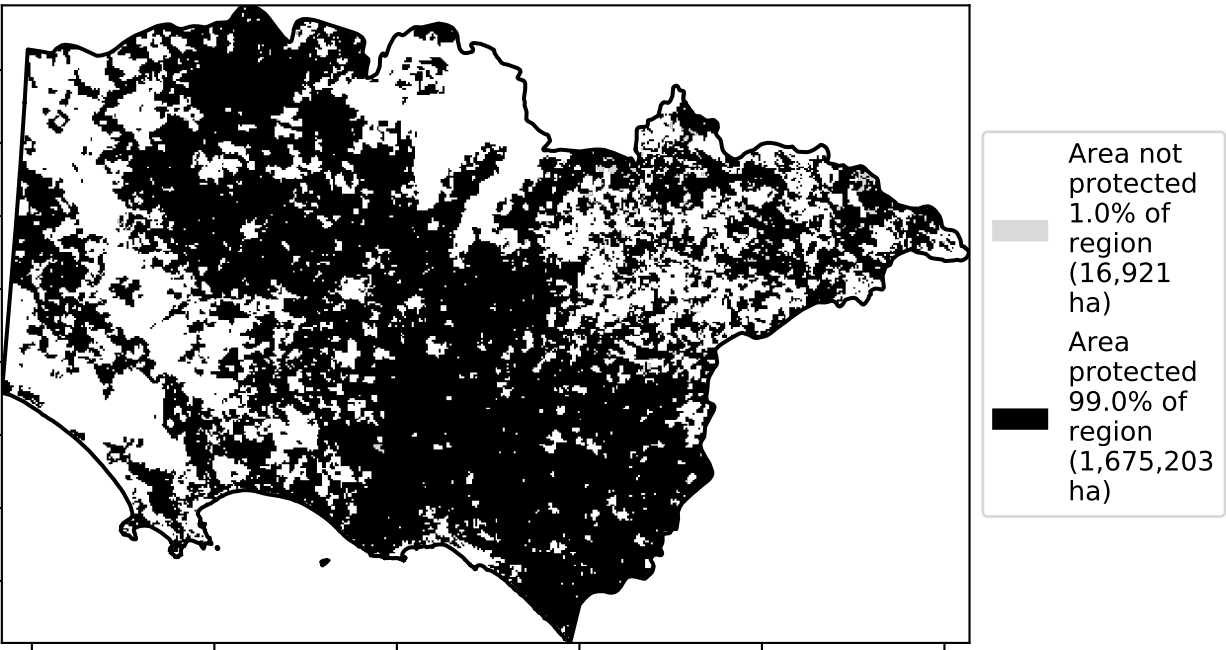 Area not
protected
1.0% of
region
(16,921
ha)
Area
protected
99.0% of
region
(1,675,203
ha)